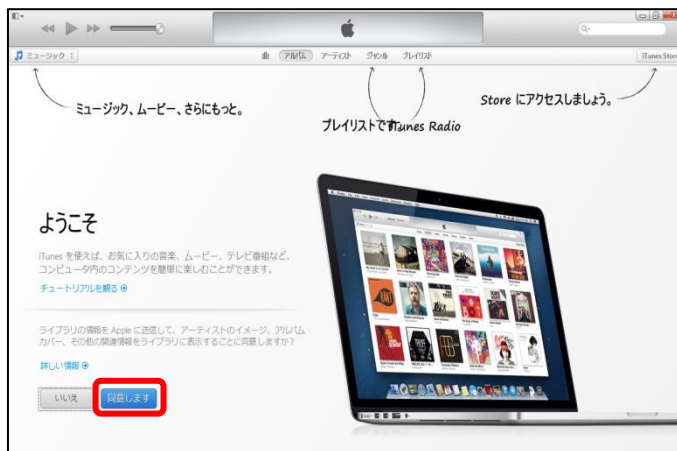 ミュージック
曲 アルバム アーティスト ジャンル プレイリスト
iTunes Store
ミュージック、ムービー、さらにもっと。
プレイリストです。
iTunes Radio
Store にアクセスしましょう。
ようこそ
iTunes を使えば、お気に入りの音楽、ムービー、テレビ番組など、
コンピュータ内のコンテンツを簡単に楽しむことができます。
チュートリアルを観る
ライブラリの情報を Apple に送信して、アーティストのイメージ、アルバム
カバー、その他の関連情報をライブラリに表示することに同意しますか？
詳しい情報
いいえ 同意します